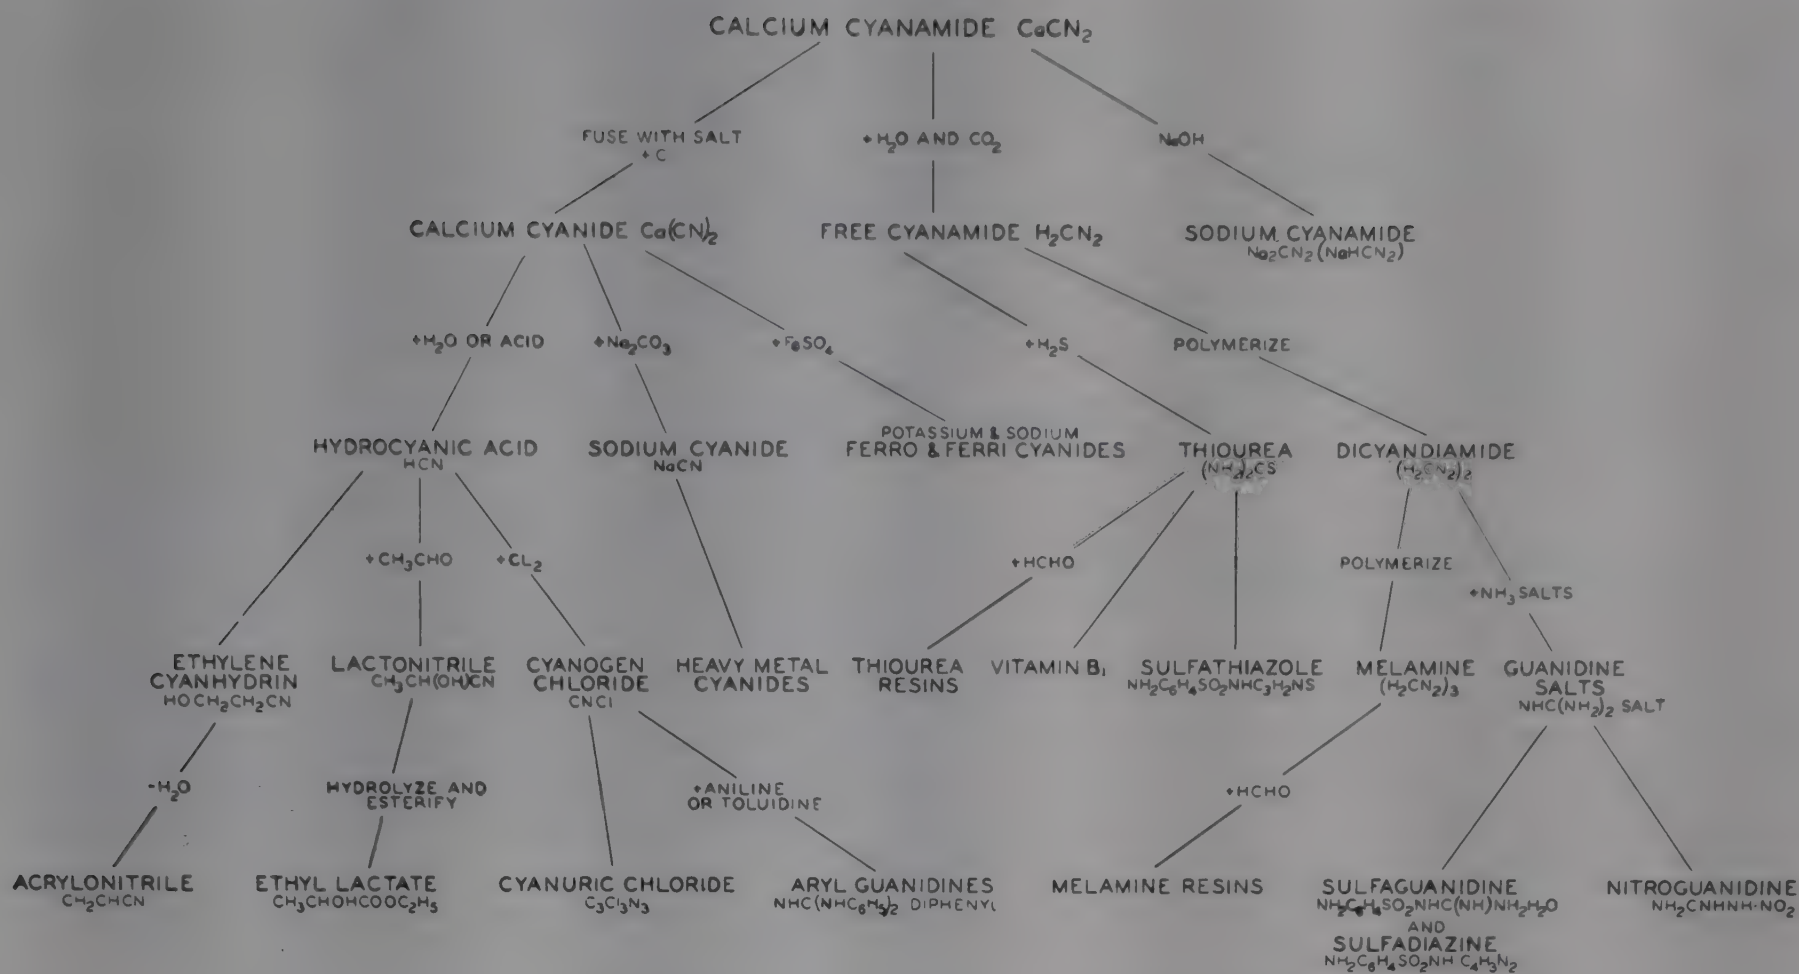 CALCIUM CYANAMIDE CaCN₂
FUSE WITH SALT
+ C
+H₂O AND CO₂
NaOH
CALCIUM CYANIDE Ca(CN)₂
FREE CYANAMIDE H₂CN₂
SODIUM CYANAMIDE
Na₂CN₂ (NaHCN₂)
+H₂O OR ACID
+Na₂CO₃
+FeSO₄
+H₂S
POLYMERIZE
HYDROCYANIC ACID
HCN
SODIUM CYANIDE
NaCN
POTASSIUM & SODIUM
FERRO & FERRI CYANIDES
THIOUREA
(NH₂)₂CS
DICYANDIAMIDE
(H₂CN₂)₂
+CH₃CHO
+CL₂
+HCHO
POLYMERIZE
+NH₃ SALTS
ETHYLENE
CYANHYDRIN
HOCH₂CH₂CN
LACTONITRILE
CH₃CH(OH)CN
CYANOGEN
CHLORIDE
CNCl
HEAVY METAL
CYANIDES
THIOUREA
RESINS
VITAMIN B₁
SULFATHIAZOLE
NH₂C₆H₄SO₂NHC₃H₂NS
MELAMINE
(H₂CN₂)₃
GUANIDINE
SALTS
NHC(NH₂)₂ SALT
-H₂O
HYDROLYZE AND
ESTERIFY
+ANILINE
OR TOLUIDINE
+HCHO
ACRYLONITRILE
CH₂CHCN
ETHYL LACTATE
CH₃CHOHCOOC₂H₅
CYANURIC CHLORIDE
C₃Cl₃N₃
ARYL GUANIDINES
NHC(NHC₆H₅)₂ DIPHENYL
MELAMINE RESINS
SULFAGUANIDINE
NH₂C₆H₄SO₂NHC(NH)NH₂H₂O
AND
SULFADIAZINE
NH₂C₆H₄SO₂NH C₄H₃N₂
NITROGUANIDINE
NH₂CNHNH·NO₂